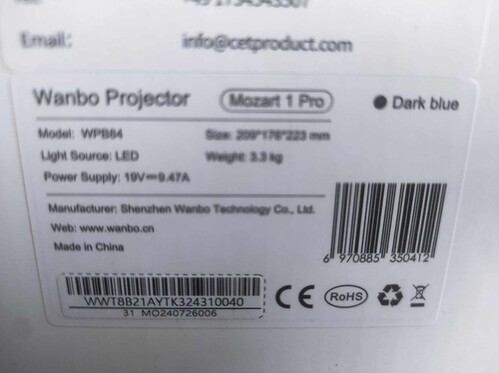 Email: info@cetproduct.com
Wanbo Projector Mozart 1 Pro Dark blue
Model: WPB84 Size: 209*178*223 mm
Light Source: LED Weight: 3.3 kg
Power Supply: 19V⎓9.47A
Manufacturer: Shenzhen Wanbo Technology Co., Ltd.
Web: www.wanbo.cn
Made in China
6 970885 350412
WWT8B21AYTK324310040
31 MO240726006
CE RoHS